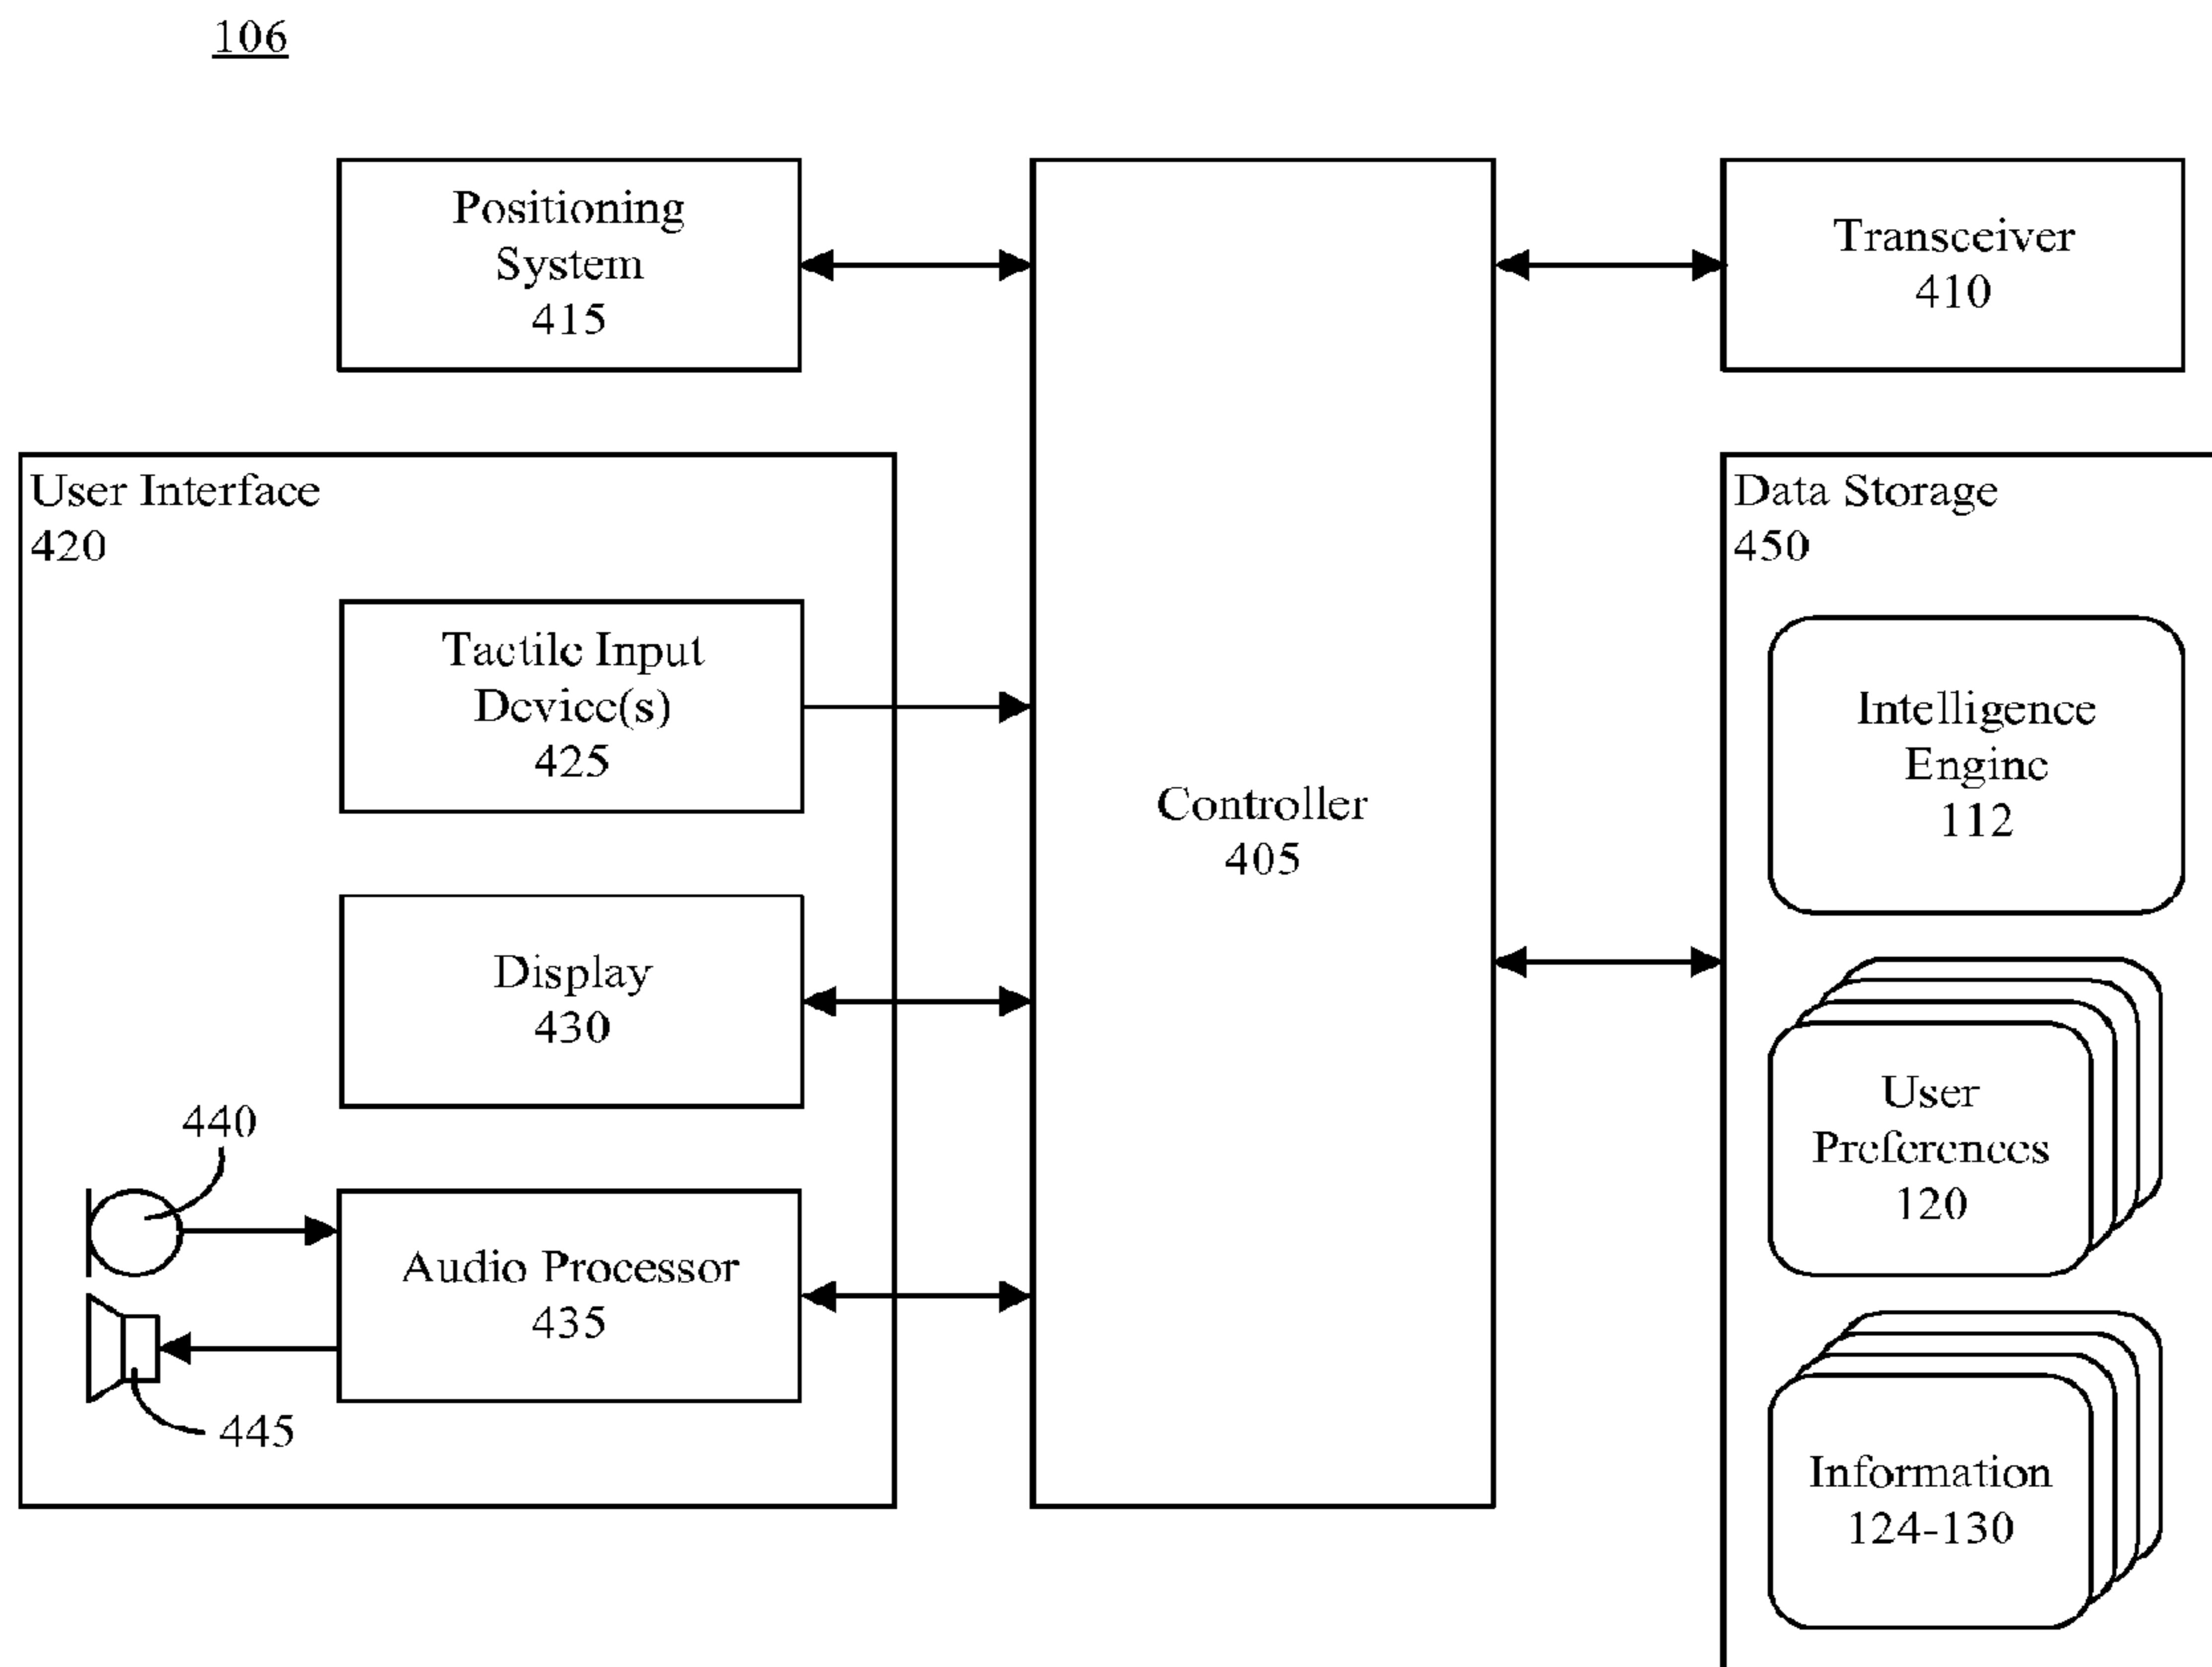 106
Positioning
System
415
Transceiver
410
User Interface
420
Data Storage
450
Tactile Input
Device(s)
425
Intelligence
Engine
112
Controller
405
Display
430
User
Preferences
120
440
Audio Processor
435
445
Information
124-130